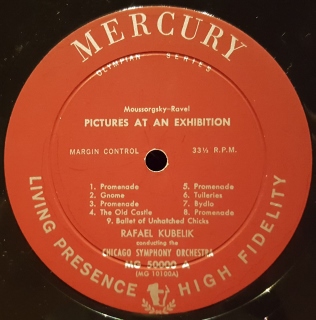 MERCURY
OLYMPIAN SERIES
Moussorgsky-Ravel
PICTURES AT AN EXHIBITION
MARGIN CONTROL 33⅓ R.P.M.
1. Promenade 5. Promenade
2. Gnome 6. Tuileries
3. Promenade 7. Bydlo
4. The Old Castle 8. Promenade
9. Ballet of Unhatched Chicks
RAFAEL KUBELIK
conducting the
CHICAGO SYMPHONY ORCHESTRA
MG 50000 A
(MG 10100A)
LIVING PRESENCE HIGH FIDELITY